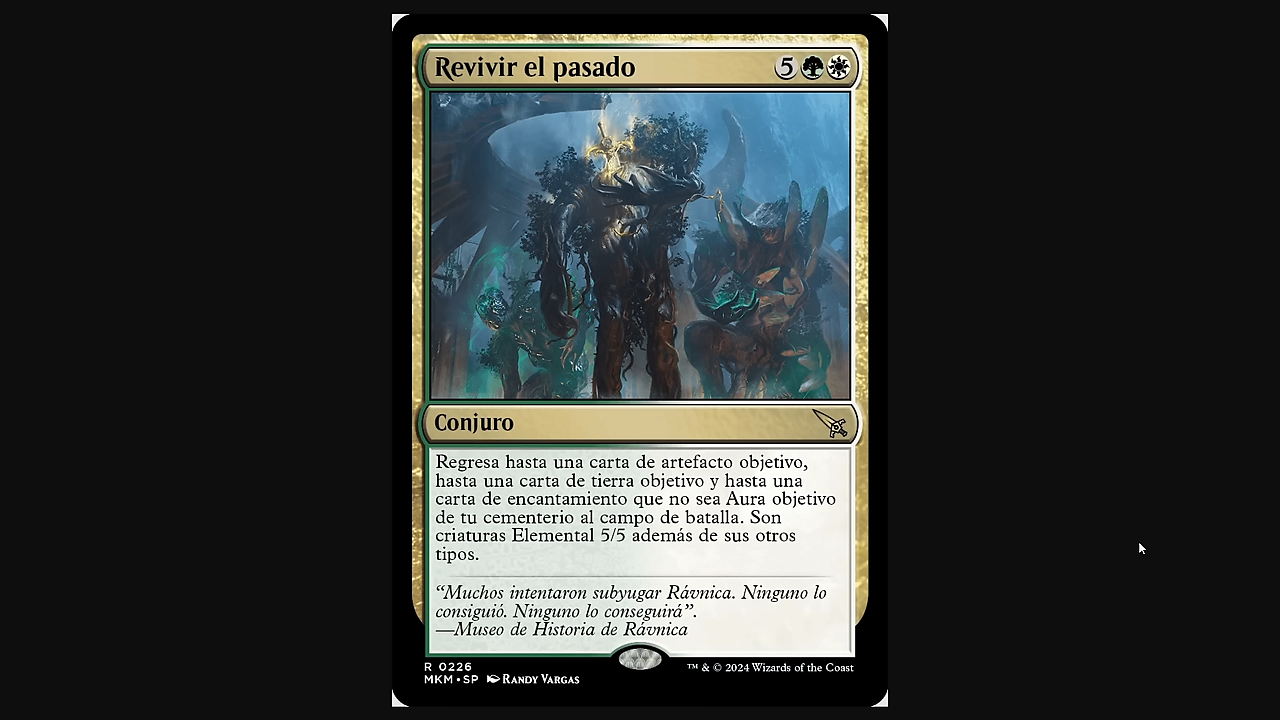 Revivir el pasado 5
Conjuro
Regresa hasta una carta de artefacto objetivo,
hasta una carta de tierra objetivo y hasta una
carta de encantamiento que no sea Aura objetivo
de tu cementerio al campo de batalla. Son
criaturas Elemental 5/5 además de sus otros
tipos.
“Muchos intentaron subyugar Rávnica. Ninguno lo
consiguió. Ninguno lo conseguirá”.
—Museo de Historia de Rávnica
R 0226
MKM • SP Randy Vargas
™ & © 2024 Wizards of the Coast